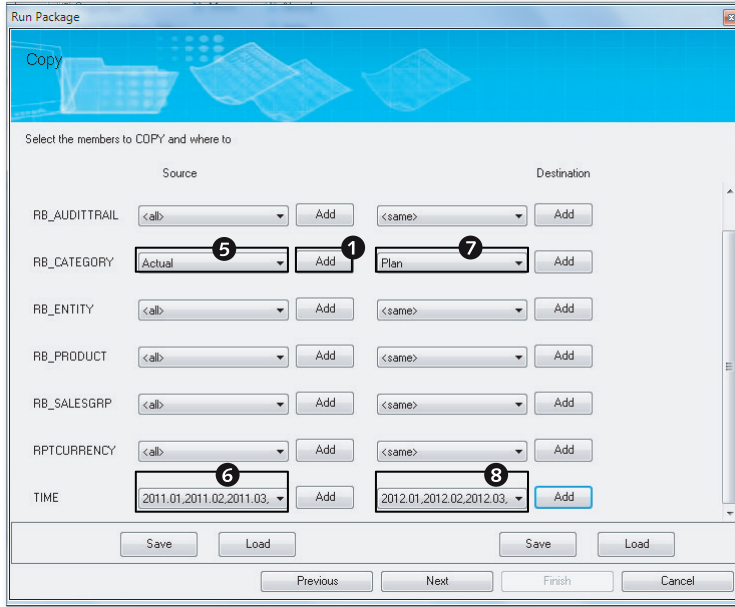 Run Package
Copy
Select the members to COPY and where to
Source Destination
RB_AUDITTRAIL <all> Add <same> Add
5 1 7
RB_CATEGORY Actual Add Plan Add
RB_ENTITY <all> Add <same> Add
RB_PRODUCT <all> Add <same> Add
RB_SALESGRP <all> Add <same> Add
RPTCURRENCY <all> Add <same> Add
6 8
TIME 2011.01,2011.02,2011.03, Add 2012.01,2012.02,2012.03, Add
Save Load Save Load
Previous Next Finish Cancel